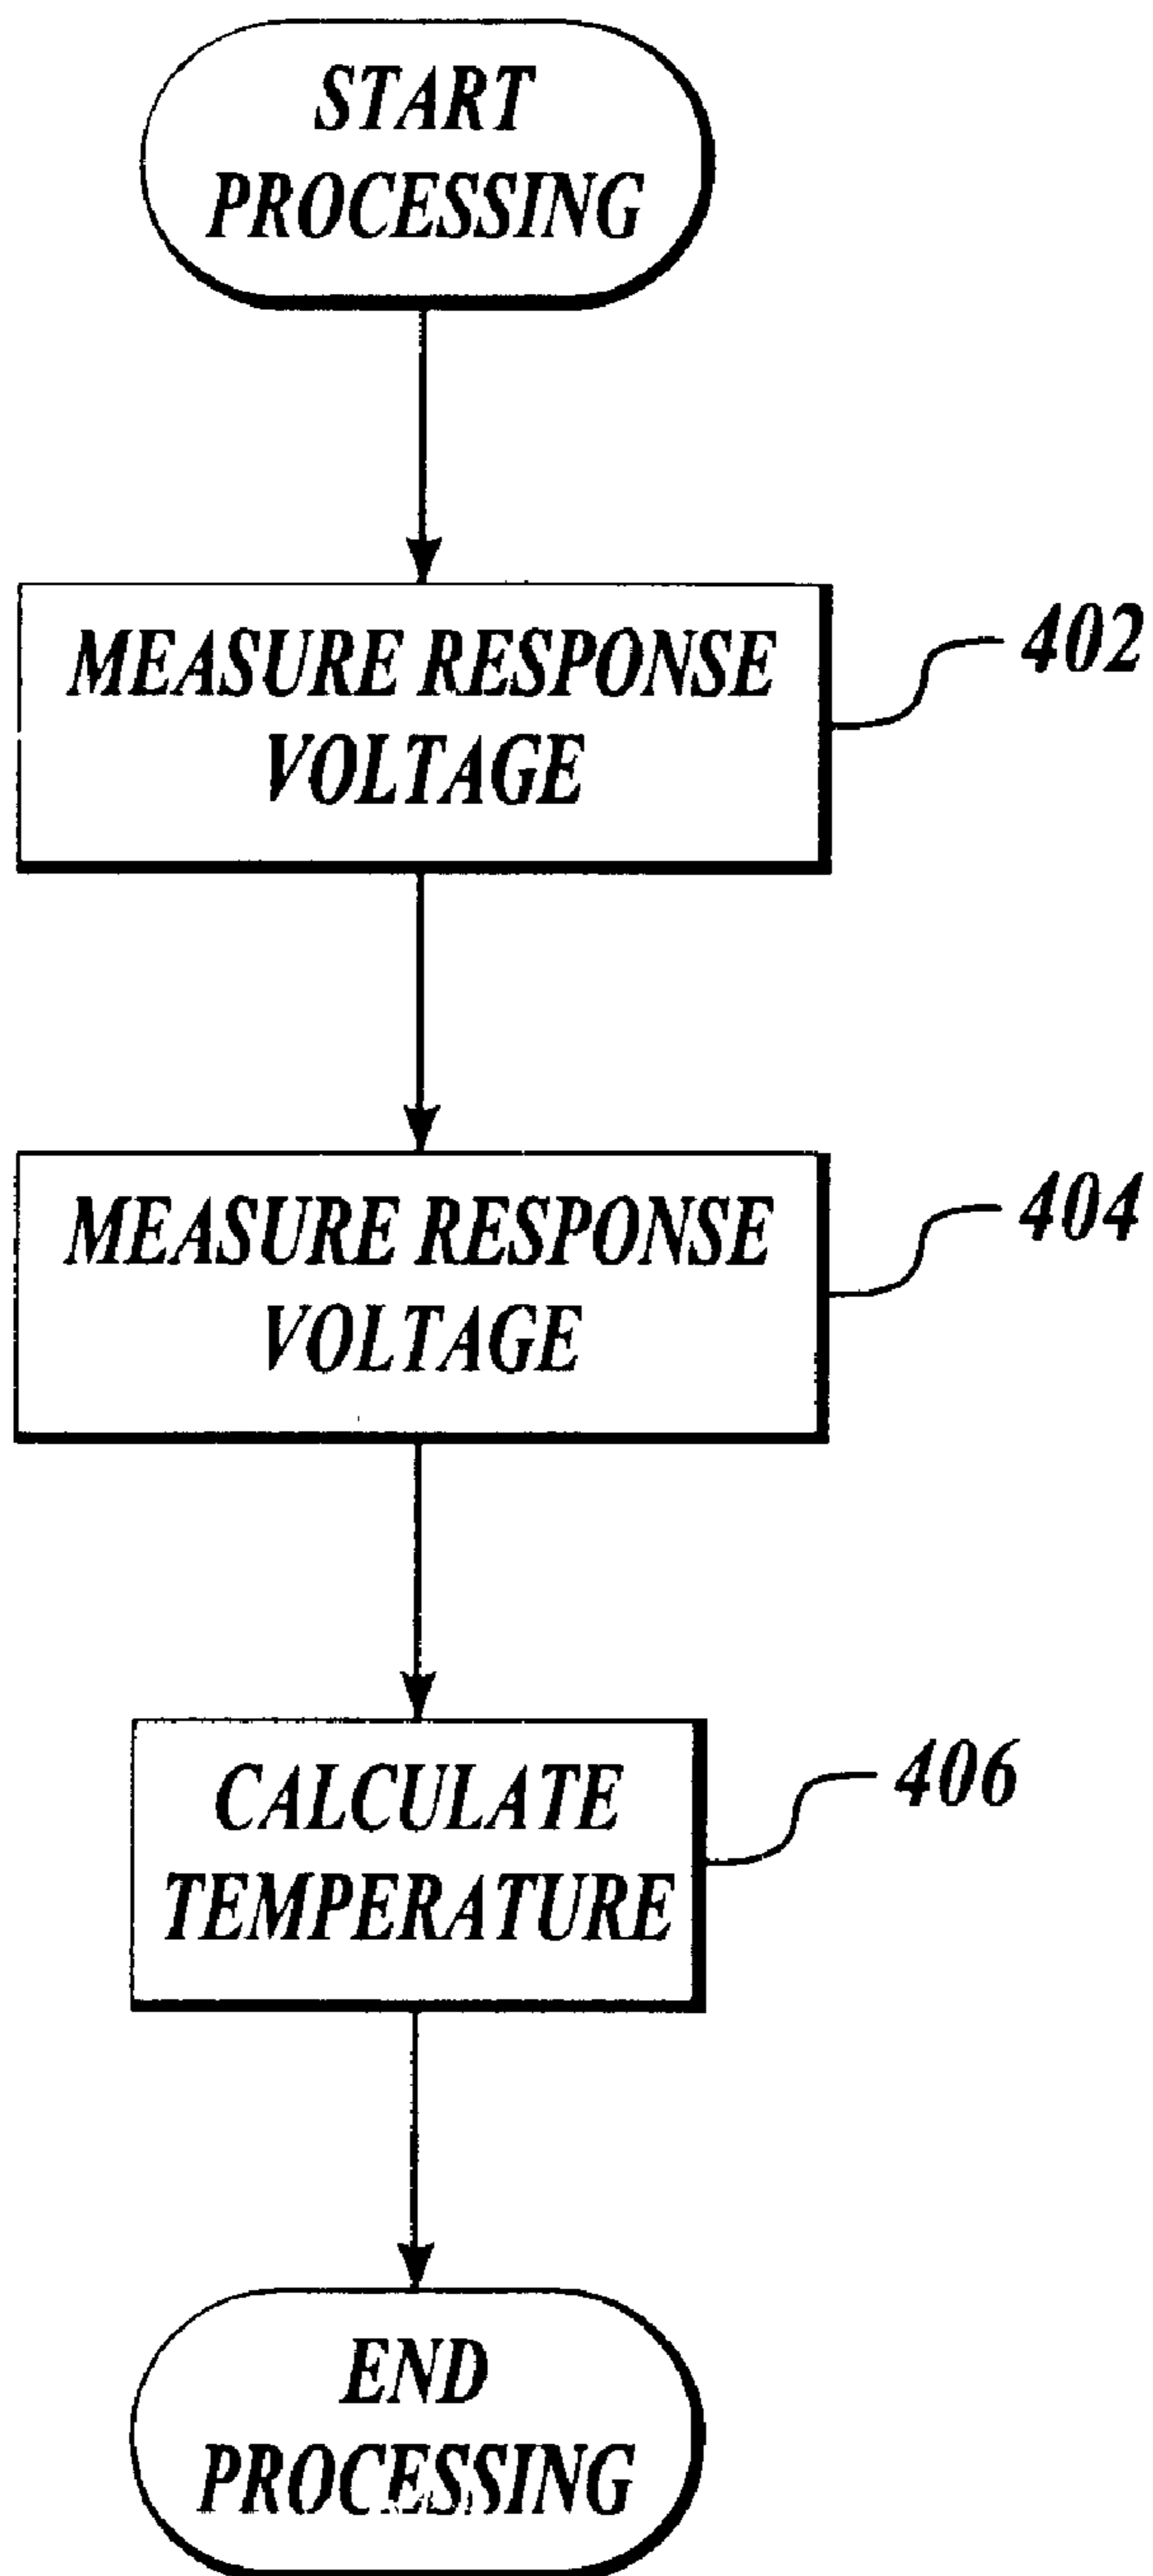 START
PROCESSING
MEASURE RESPONSE
VOLTAGE
402
MEASURE RESPONSE
VOLTAGE
404
CALCULATE
TEMPERATURE
406
END
PROCESSING